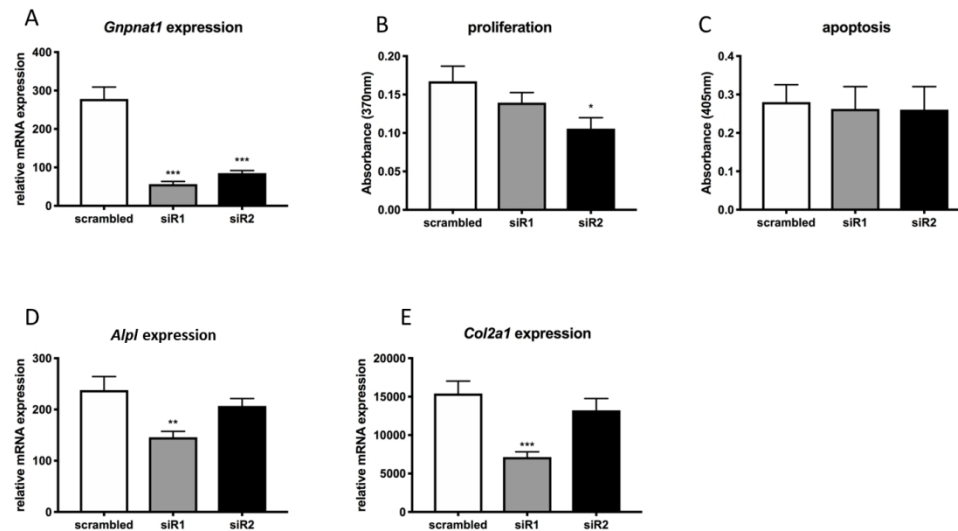 A
Gnpnat1 expression
relative mRNA expression
400
300
200
100
0
***
***
scrambled siR1 siR2
B
proliferation
Absorbance (370nm)
0.20
0.15
0.10
0.05
0.00
*
scrambled siR1 siR2
C
apoptosis
Absorbance (405nm)
0.4
0.3
0.2
0.1
0.0
scrambled siR1 siR2
D
Alpl expression
relative mRNA expression
300
200
100
0
**
scrambled siR1 siR2
E
Col2a1 expression
relative mRNA expression
20000
15000
10000
5000
0
***
scrambled siR1 siR2